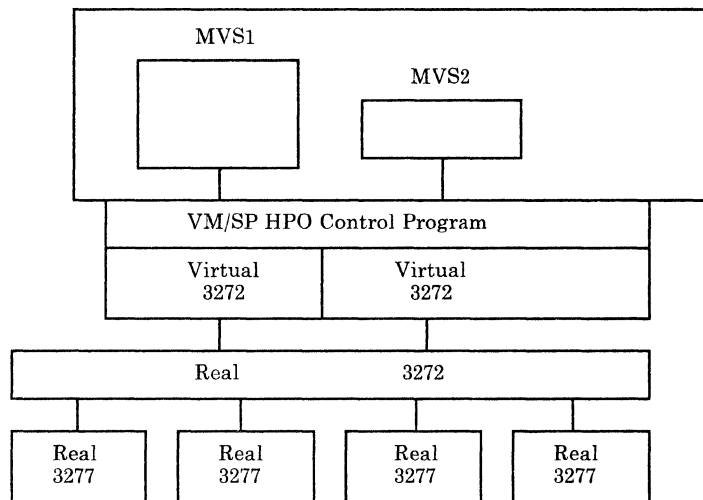 MVS1
MVS2
VM/SP HPO Control Program
Virtual
3272
Virtual
3272
Real 3272
Real
3277
Real
3277
Real
3277
Real
3277